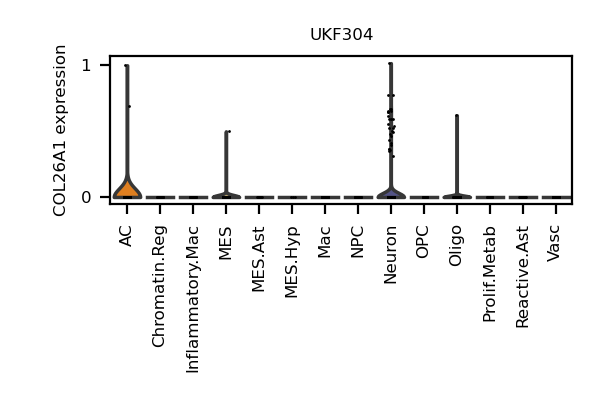 UKF304
COL26A1 expression
1
0
AC
Chromatin.Reg
Inflammatory.Mac
MES
MES.Ast
MES.Hyp
Mac
NPC
Neuron
OPC
Oligo
Prolif.Metab
Reactive.Ast
Vasc